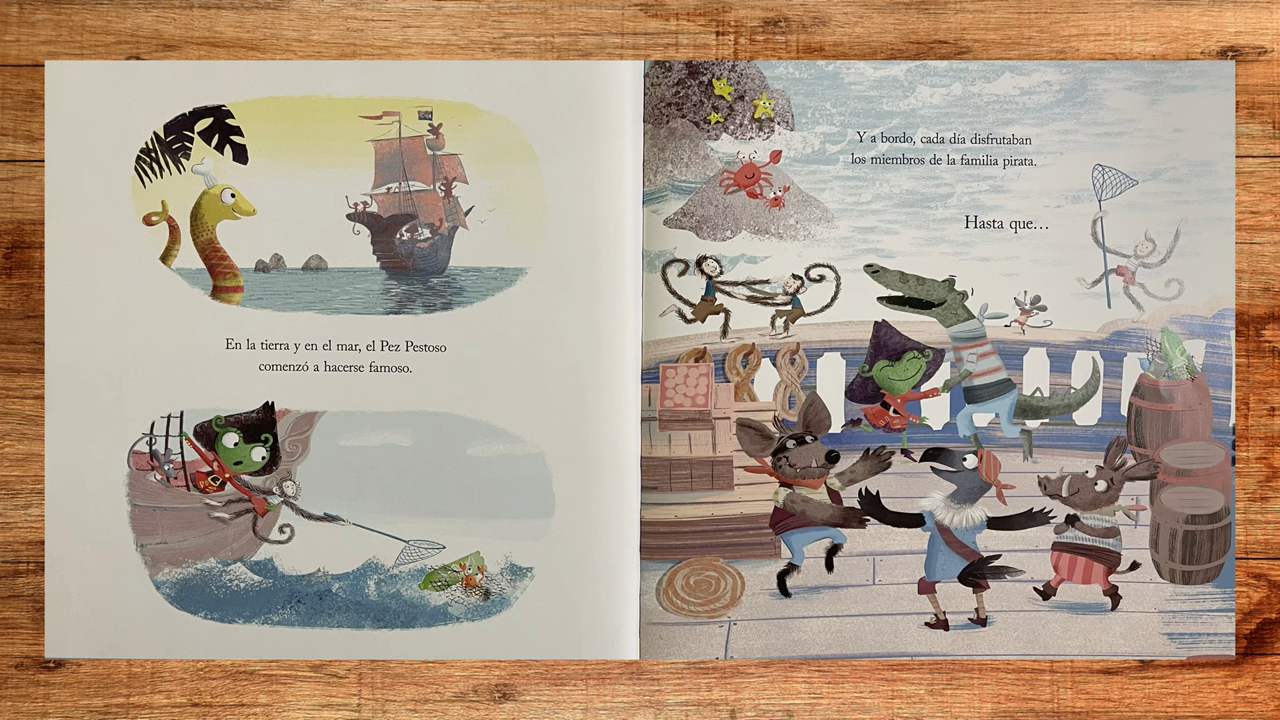 En la tierra y en el mar, el Pez Pestoso
comenzó a hacerse famoso.
Y a bordo, cada día disfrutaban
los miembros de la familia pirata.
Hasta que…